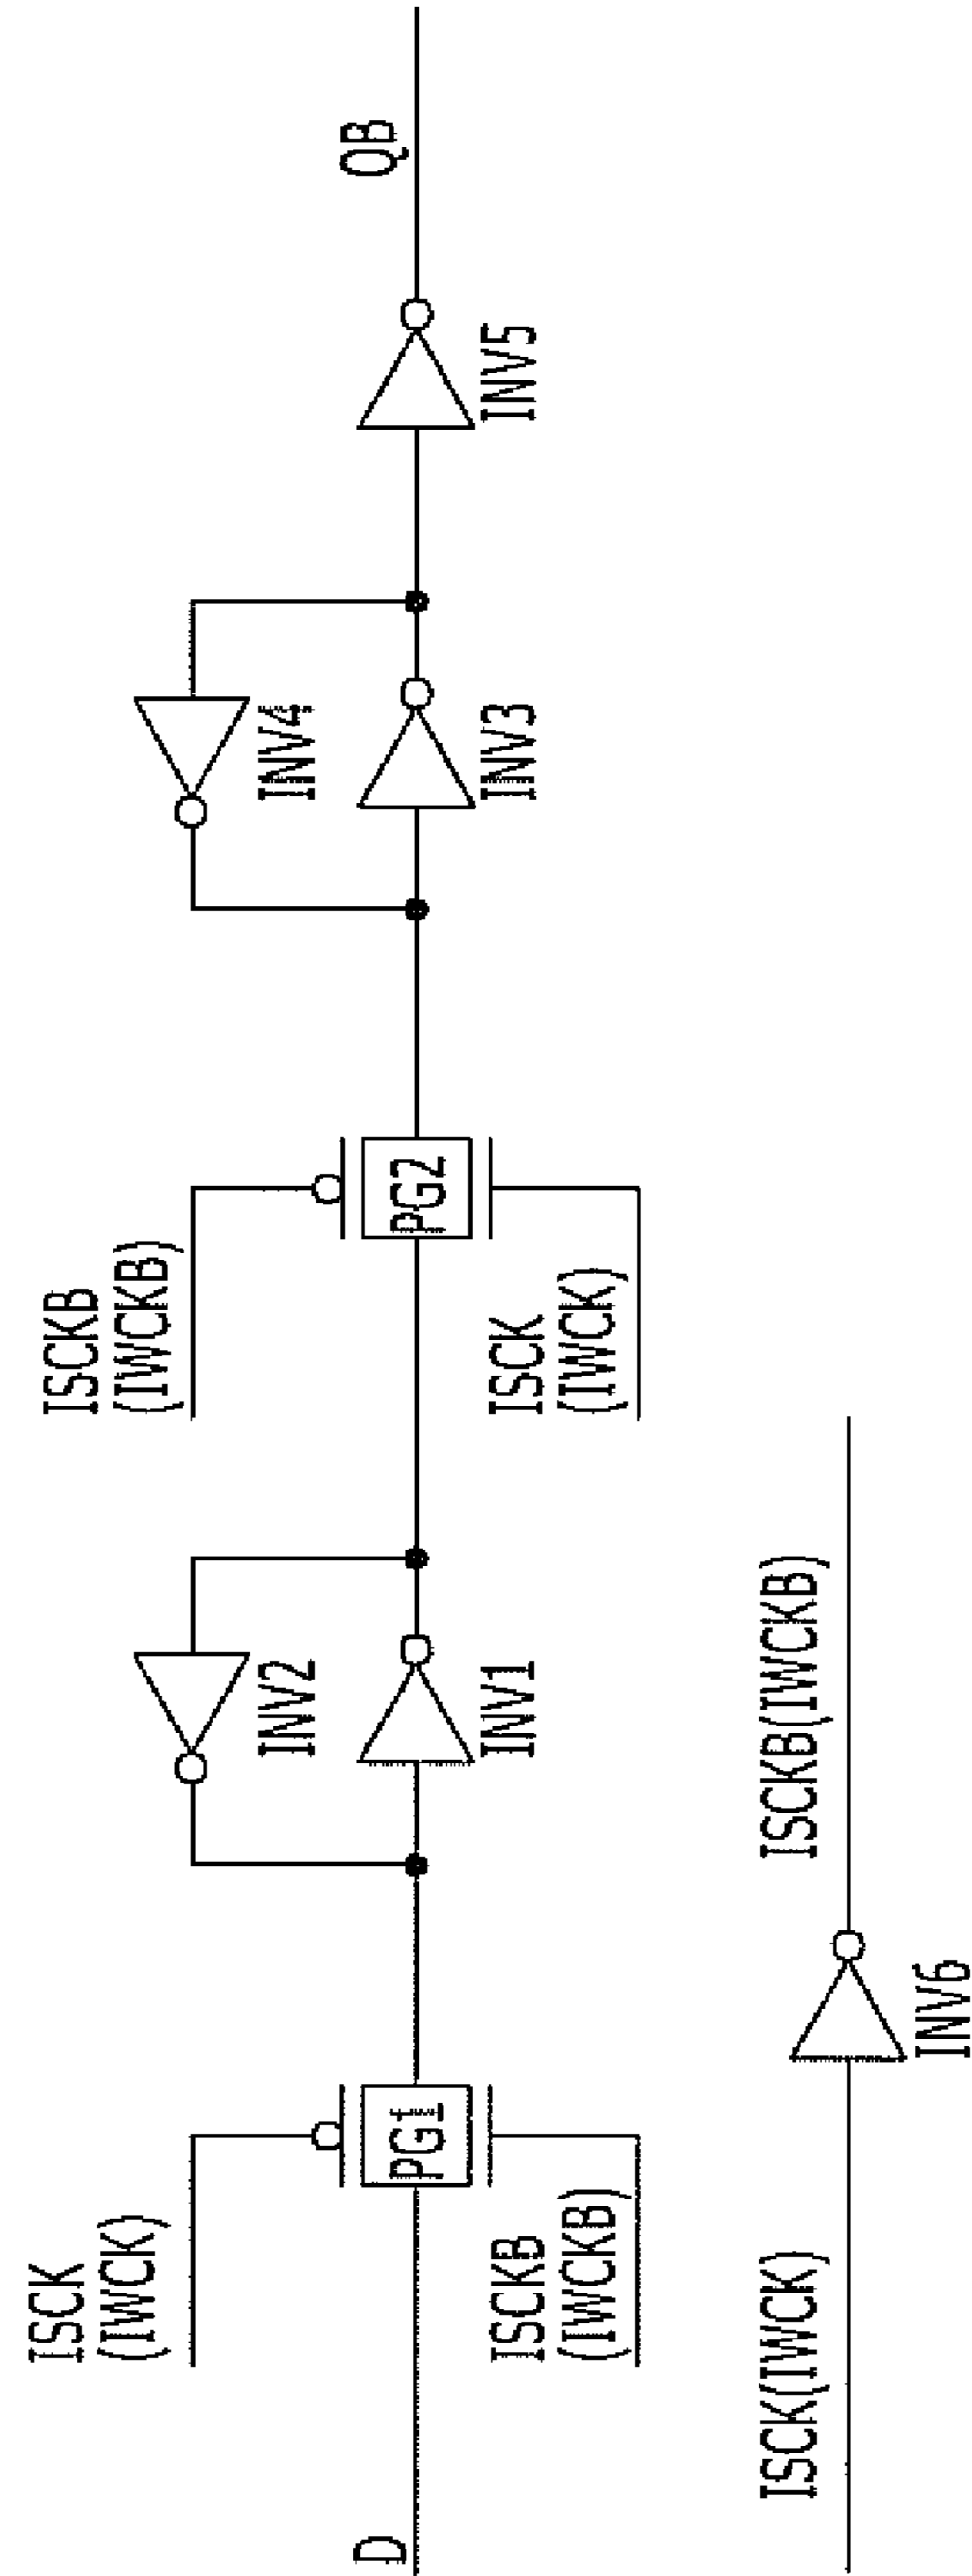 ISCK
(IWCK)
ISCKB
(IWCKB)
D
PG1
INV2
INV4
QB
INV1
PG2
INV3
INV5
ISCKB
(IWCKB)
ISCK
(IWCK)
ISCK(IWCK)
ISCKB(IWCKB)
INV6